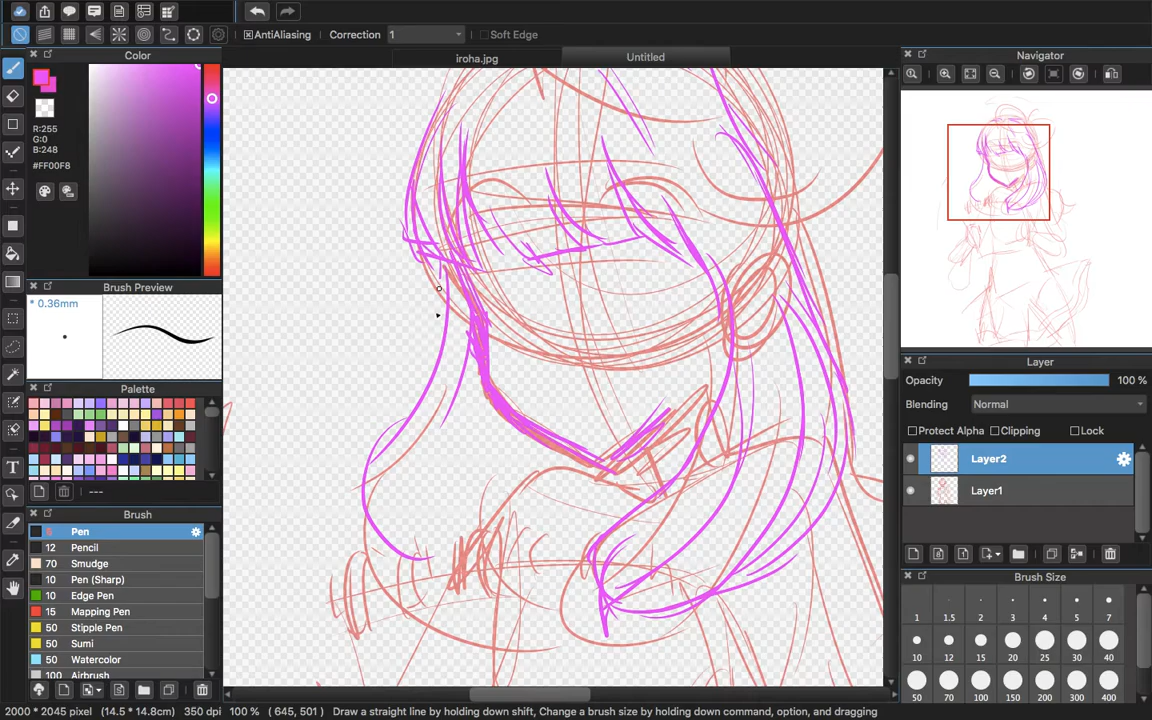 AntiAliasing Correction 1 Soft Edge
Color
iroha.jpg
Untitled
Navigator
R:255
G:0
B:248
#FF00F8
Brush Preview
* 0.36mm
Palette
---
Brush
5 Pen
12 Pencil
70 Smudge
10 Pen (Sharp)
10 Edge Pen
15 Mapping Pen
50 Stipple Pen
50 Sumi
50 Watercolor
100 Airbrush
Layer
Opacity 100 %
Blending Normal
Protect Alpha Clipping Lock
Layer2
Layer1
Brush Size
1 1.5 2 3 4 5 7
10 12 15 20 25 30 40
50 70 100 150 200 300 400
2000 * 2045 pixel (14.5 * 14.8cm) 350 dpi 100 % ( 645, 501 ) Draw a straight line by holding down shift, Change a brush size by holding down command, option, and dragging